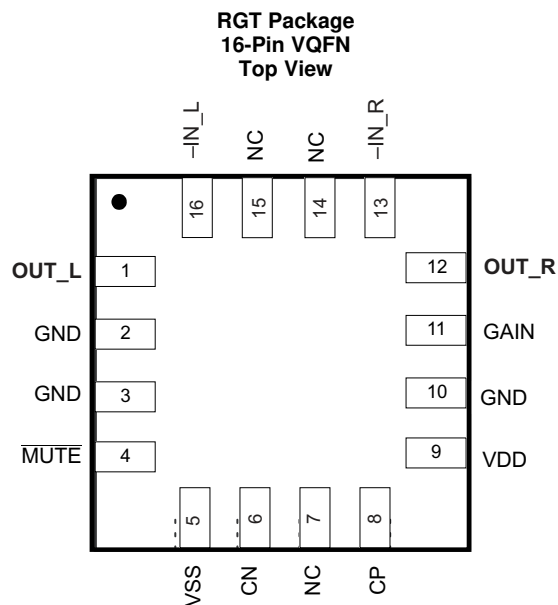 RGT Package
16-Pin VQFN
Top View
–IN_L
NC
NC
–IN_R
16
15
14
13
OUT_L
1
12
OUT_R
GND
2
11
GAIN
GND
3
10
GND
MUTE
4
9
VDD
5
6
7
8
VSS
CN
NC
CP